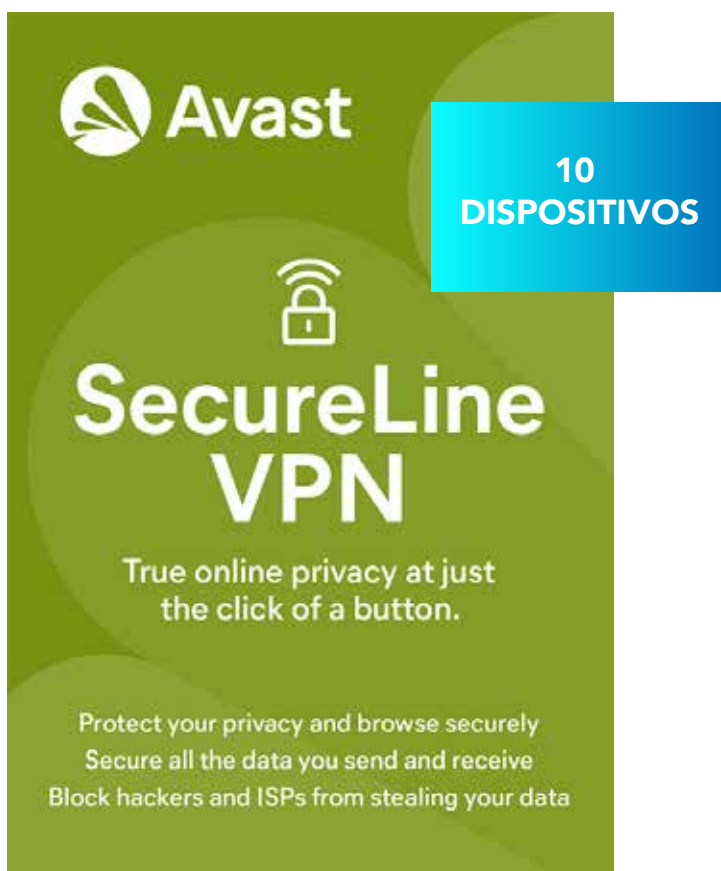 Avast
10
DISPOSITIVOS
SecureLine
VPN
True online privacy at just
the click of a button.
Protect your privacy and browse securely
Secure all the data you send and receive
Block hackers and ISPs from stealing your data